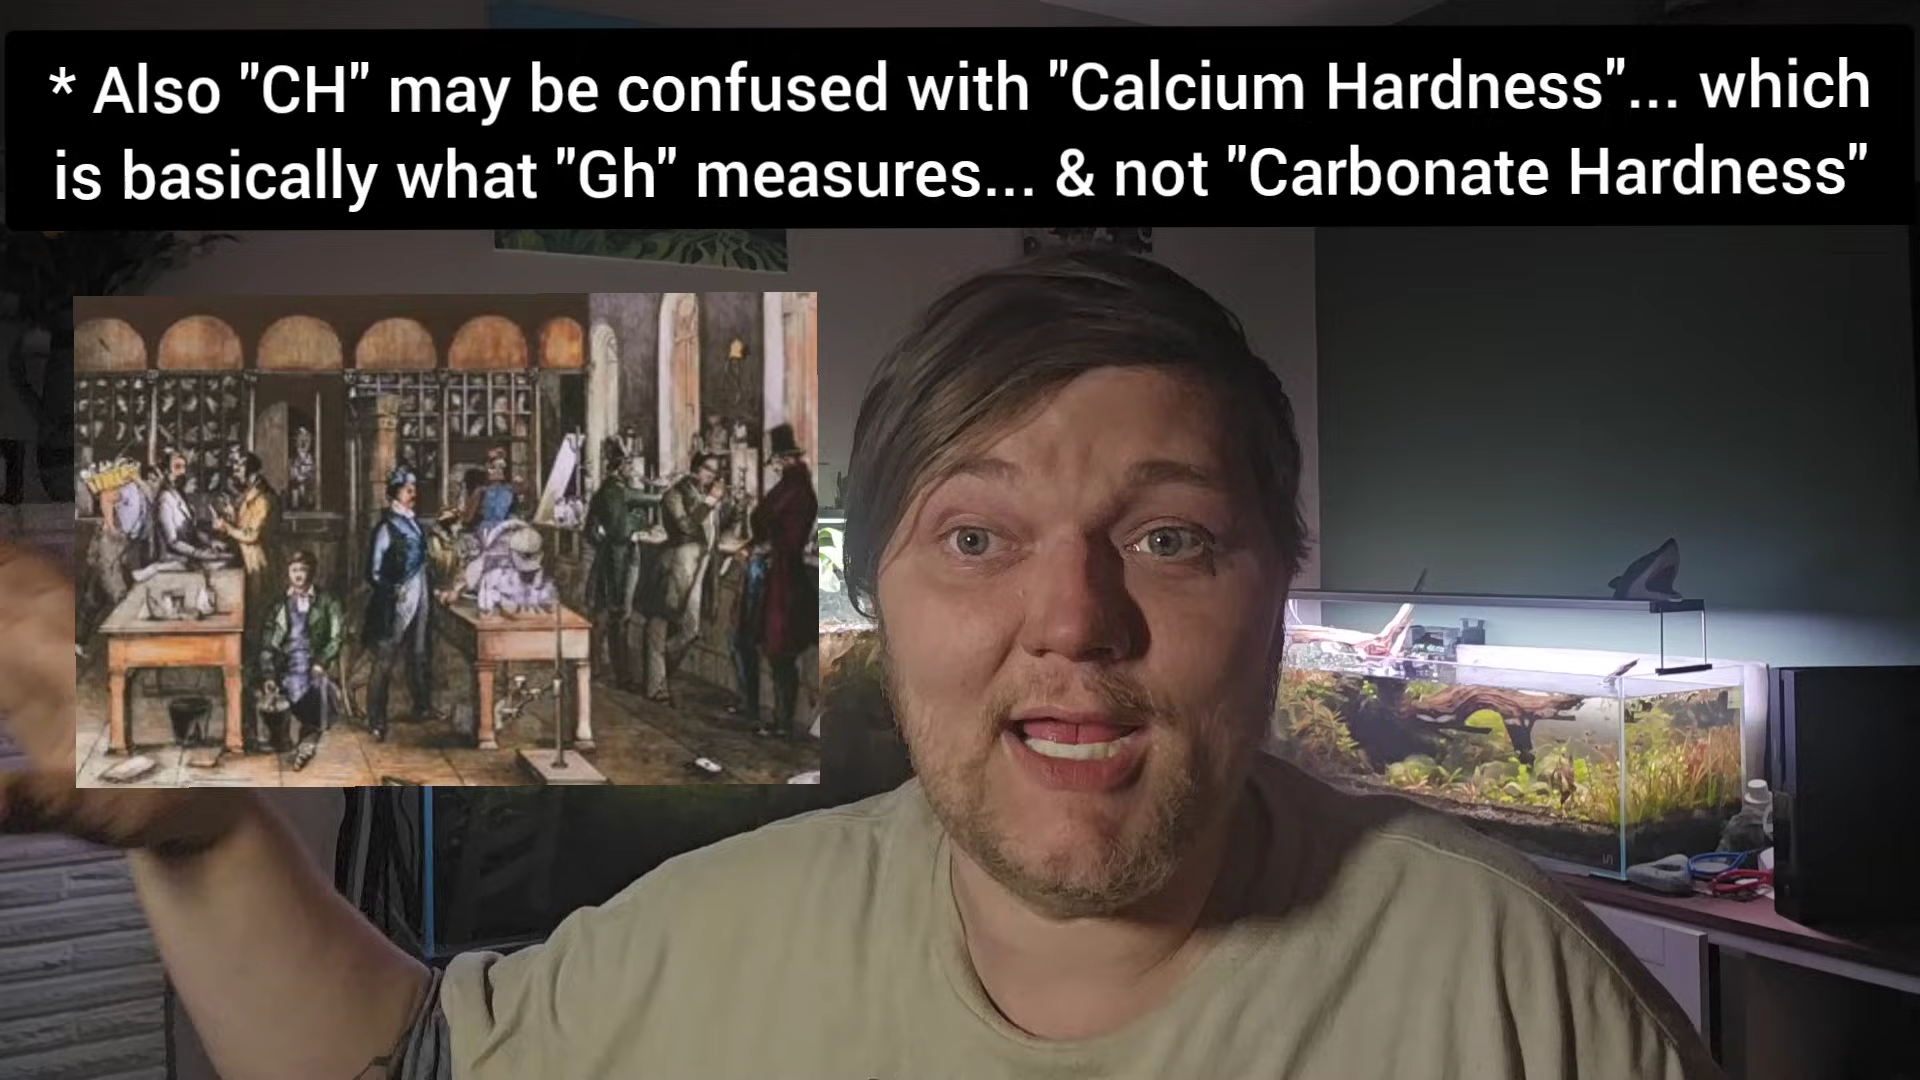 * Also "CH" may be confused with "Calcium Hardness"... which
is basically what "Gh" measures... & not "Carbonate Hardness"